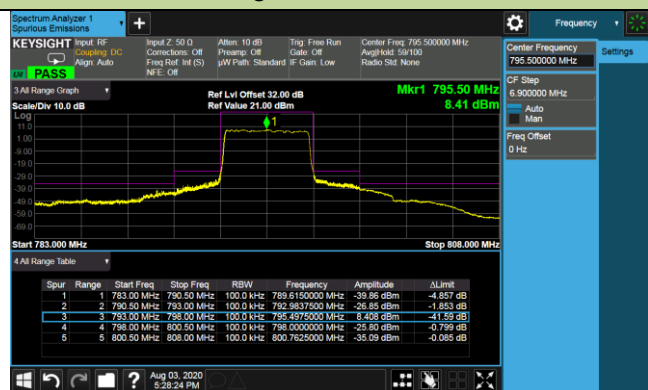 Spectrum Analyzer 1
Spurious Emissions
Frequency
KEYSIGHT
Input: RF
Coupling: DC
Align: Auto
Input Z: 50 Ω
Corrections: Off
Freq Ref: Int (S)
NFE: Off
Atten: 10 dB
Preamp: Off
µW Path: Standard
Trig: Free Run
Gate: Off
IF Gain: Low
Center Freq: 795.500000 MHz
Avg|Hold: 59/100
Radio Std: None
LW PASS
Center Frequency
795.500000 MHz
Settings
CF Step
6.900000 MHz
Auto
Man
Freq Offset
0 Hz
3 All Range Graph
Scale/Div 10.0 dB
Ref Lvl Offset 32.00 dB
Ref Value 21.00 dBm
Mkr1 795.50 MHz
8.41 dBm
Log
11.0
1.00
-9.00
-19.0
-29.0
-39.0
-49.0
-59.0
-69.0
1
Start 783.000 MHz
Stop 808.000 MHz
4 All Range Table
Spur Range Start Freq Stop Freq RBW Frequency Amplitude ΔLimit
1 1 783.00 MHz 790.50 MHz 100.0 kHz 789.6150000 MHz -39.86 dBm -4.857 dB
2 2 790.50 MHz 793.00 MHz 100.0 kHz 792.9837500 MHz -26.85 dBm -1.853 dB
3 3 793.00 MHz 798.00 MHz 100.0 kHz 795.4975000 MHz 8.408 dBm -41.59 dB
4 4 798.00 MHz 800.50 MHz 100.0 kHz 798.0000000 MHz -25.80 dBm -0.799 dB
5 5 800.50 MHz 808.00 MHz 100.0 kHz 800.7625000 MHz -35.09 dBm -0.085 dB
Aug 03, 2020
5:28:24 PM